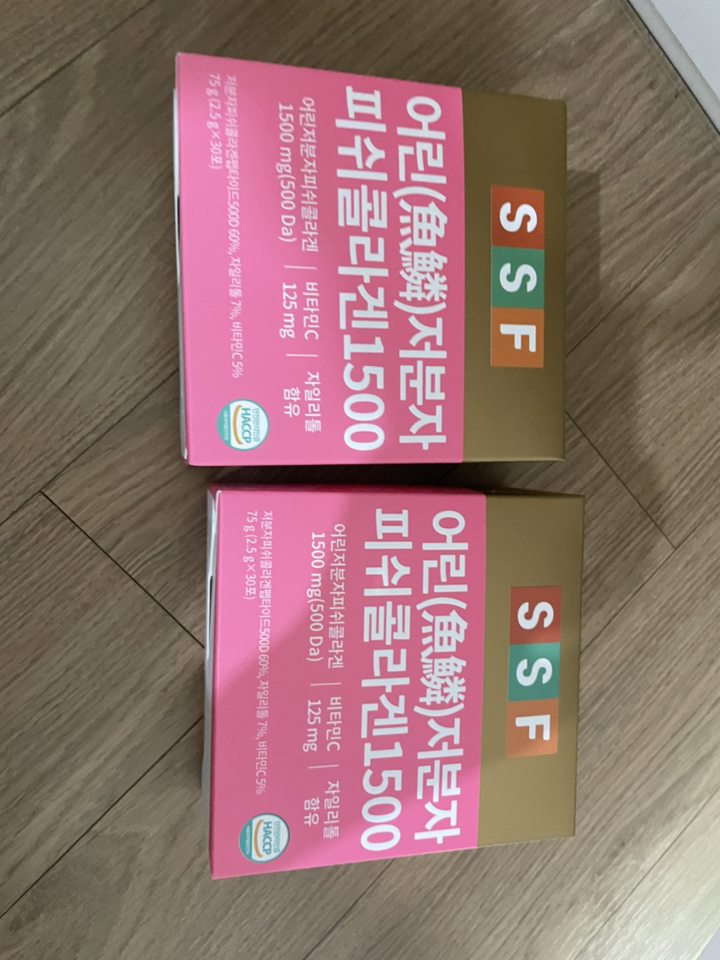 SSF
어린(魚鱗)저분자
피쉬콜라겐1500
어린저분자피쉬콜라겐 | 비타민C | 자일리톨
1500 mg(500 Da) | 125 mg | 함유
저분자피쉬콜라겐펩타이드500D 60%, 자일리톨 7%, 비타민C 5%
75 g (2.5 g×30포)
HACCP
SSF
어린(魚鱗)저분자
피쉬콜라겐1500
어린저분자피쉬콜라겐 | 비타민C | 자일리톨
1500 mg(500 Da) | 125 mg | 함유
저분자피쉬콜라겐펩타이드500D 60%, 자일리톨 7%, 비타민C 5%
75 g (2.5 g×30포)
HACCP